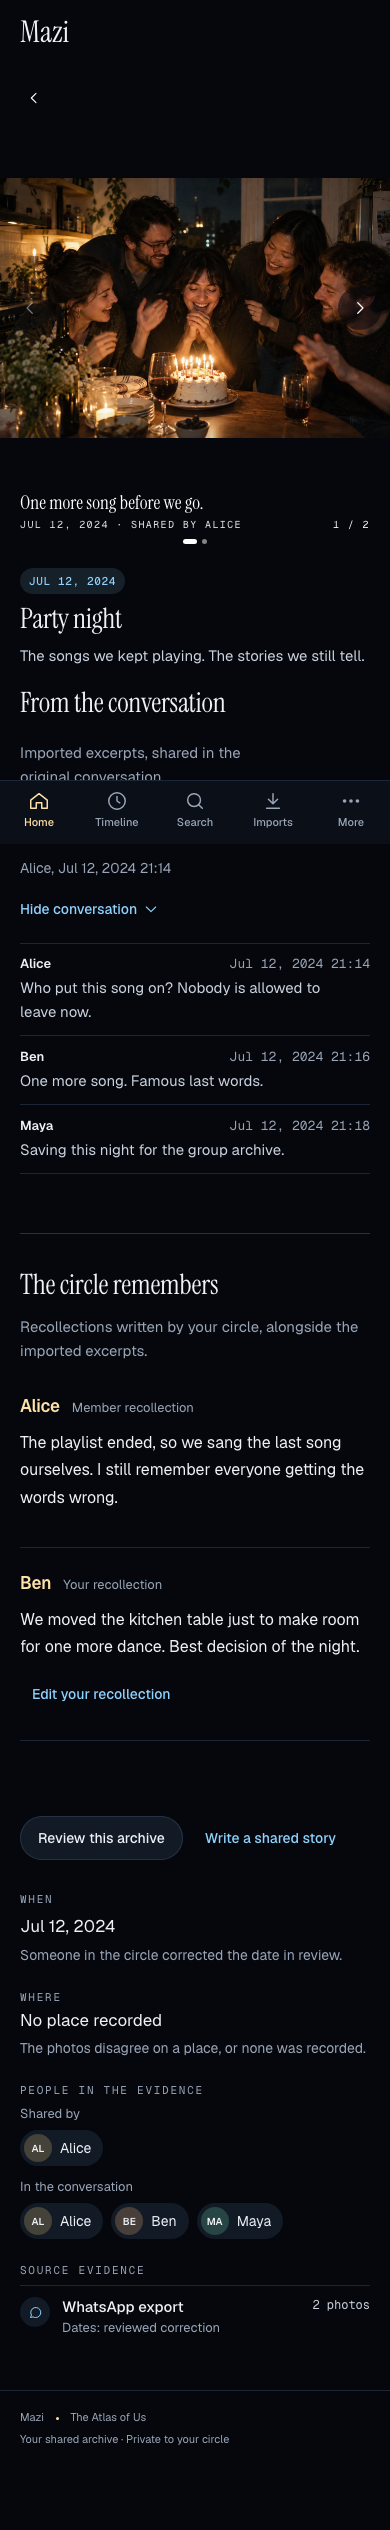 Mazi
One more song before we go.
JUL 12, 2024 · SHARED BY ALICE 1 / 2
JUL 12, 2024
Party night
The songs we kept playing. The stories we still tell.
From the conversation
Imported excerpts, shared in the
original conversation
Home Timeline Search Imports More
Alice, Jul 12, 2024 21:14
Hide conversation
Alice Jul 12, 2024 21:14
Who put this song on? Nobody is allowed to
leave now.
Ben Jul 12, 2024 21:16
One more song. Famous last words.
Maya Jul 12, 2024 21:18
Saving this night for the group archive.
The circle remembers
Recollections written by your circle, alongside the
imported excerpts.
Alice Member recollection
The playlist ended, so we sang the last song
ourselves. I still remember everyone getting the
words wrong.
Ben Your recollection
We moved the kitchen table just to make room
for one more dance. Best decision of the night.
Edit your recollection
Review this archive Write a shared story
WHEN
Jul 12, 2024
Someone in the circle corrected the date in review.
WHERE
No place recorded
The photos disagree on a place, or none was recorded.
PEOPLE IN THE EVIDENCE
Shared by
AL Alice
In the conversation
AL Alice BE Ben MA Maya
SOURCE EVIDENCE
WhatsApp export 2 photos
Dates: reviewed correction
Mazi • The Atlas of Us
Your shared archive · Private to your circle